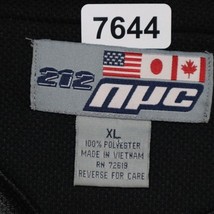 7644
212
npc
XL
100% POLYESTER
MADE IN VIETNAM
RN 72619
REVERSE FOR CARE